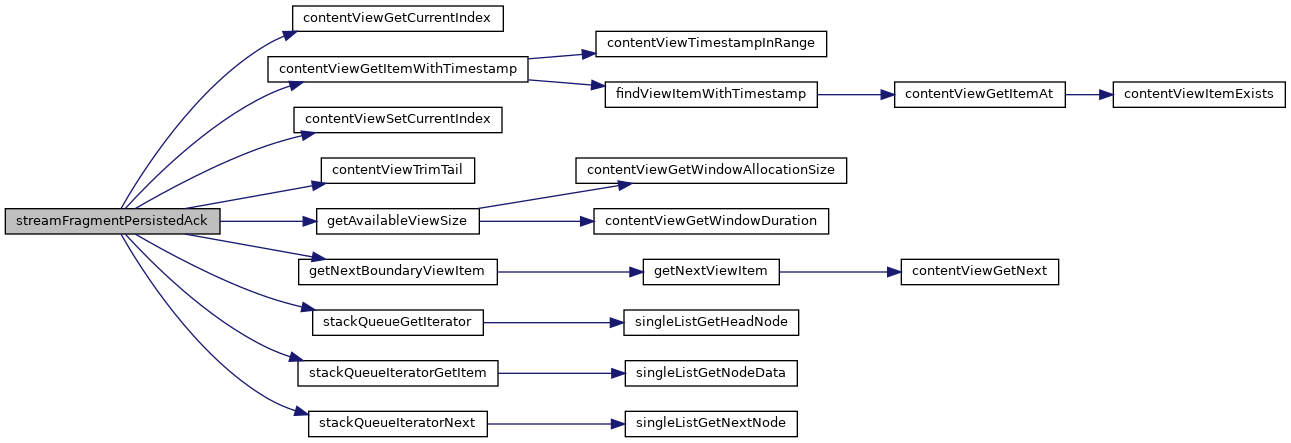 contentViewGetCurrentIndex
contentViewTimestampInRange
contentViewGetItemWithTimestamp
findViewItemWithTimestamp
contentViewGetItemAt
contentViewItemExists
contentViewSetCurrentIndex
contentViewTrimTail
contentViewGetWindowAllocationSize
streamFragmentPersistedAck
getAvailableViewSize
contentViewGetWindowDuration
getNextBoundaryViewItem
getNextViewItem
contentViewGetNext
stackQueueGetIterator
singleListGetHeadNode
stackQueueIteratorGetItem
singleListGetNodeData
stackQueueIteratorNext
singleListGetNextNode